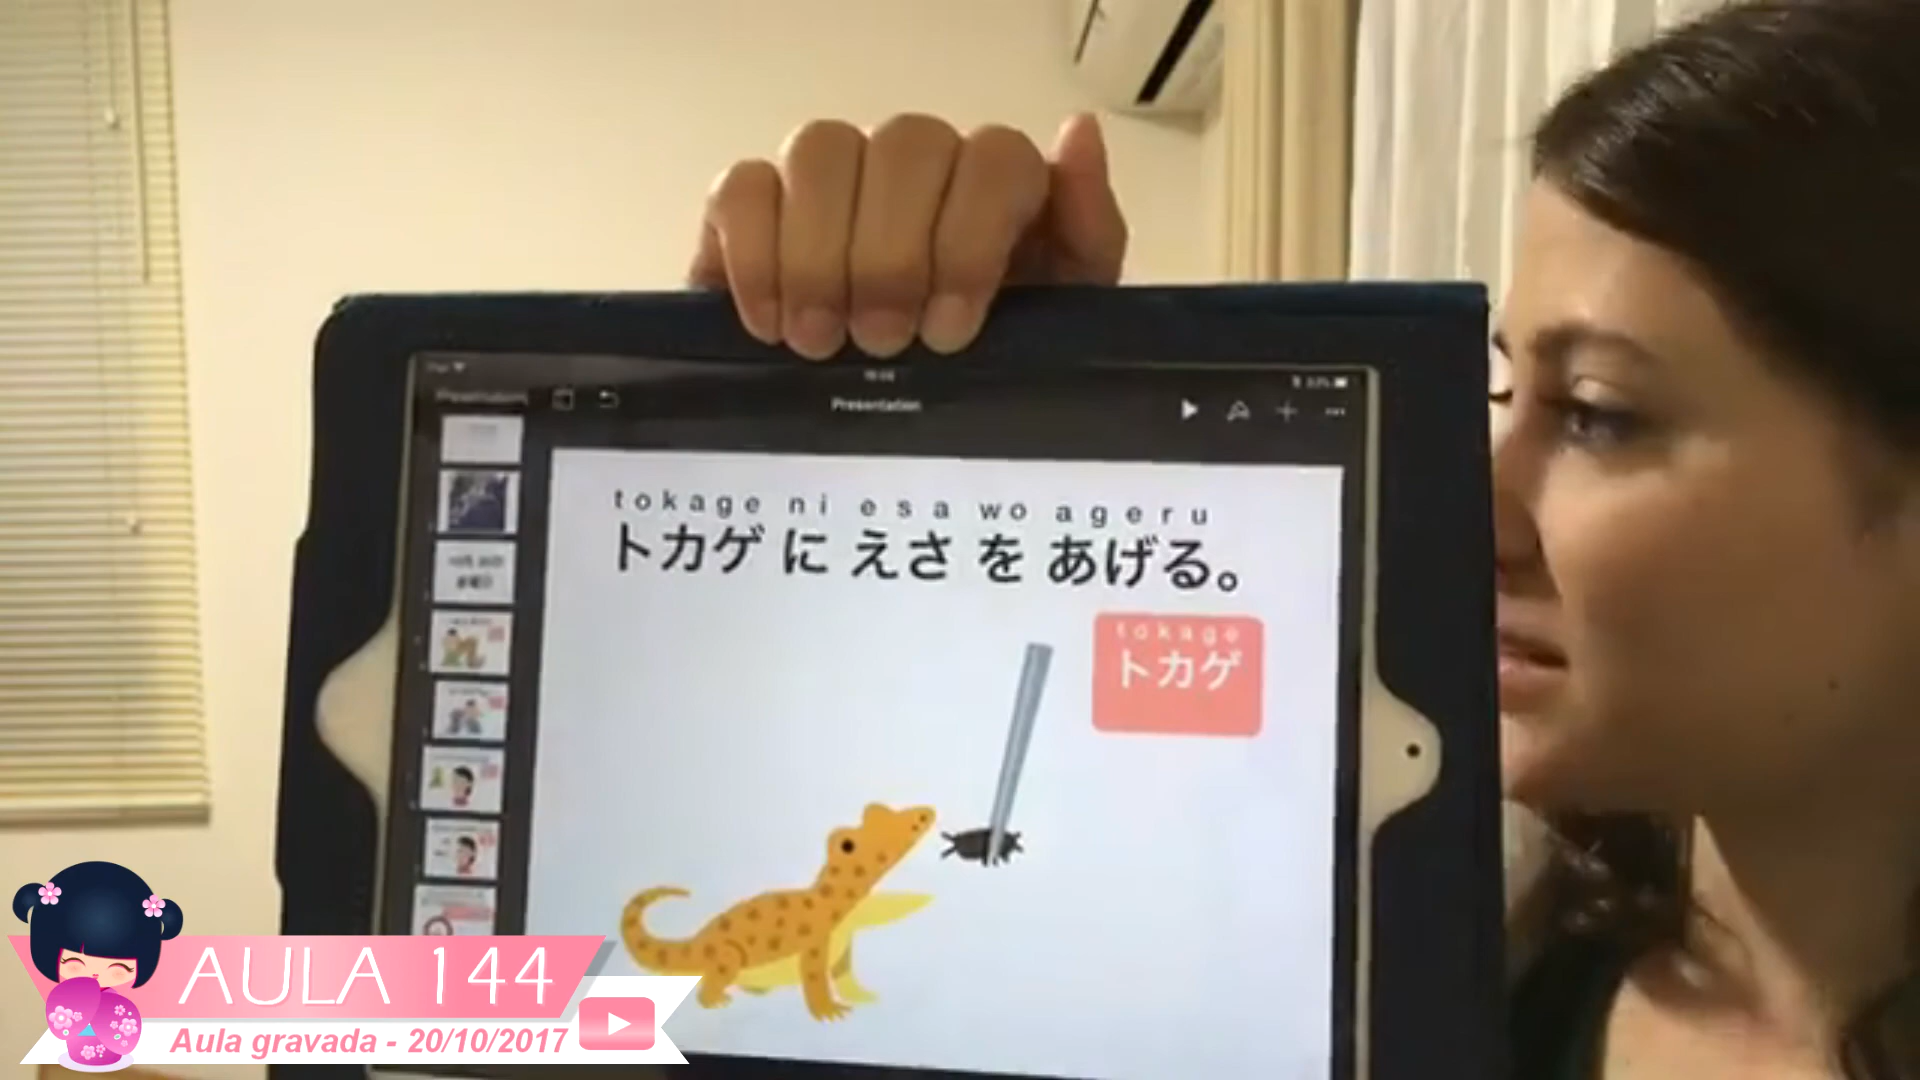 Presentations
Presentation
tokage ni esa wo ageru
トカゲ に えさ を あげる。
tokage
トカゲ
AULA 144
Aula gravada - 20/10/2017